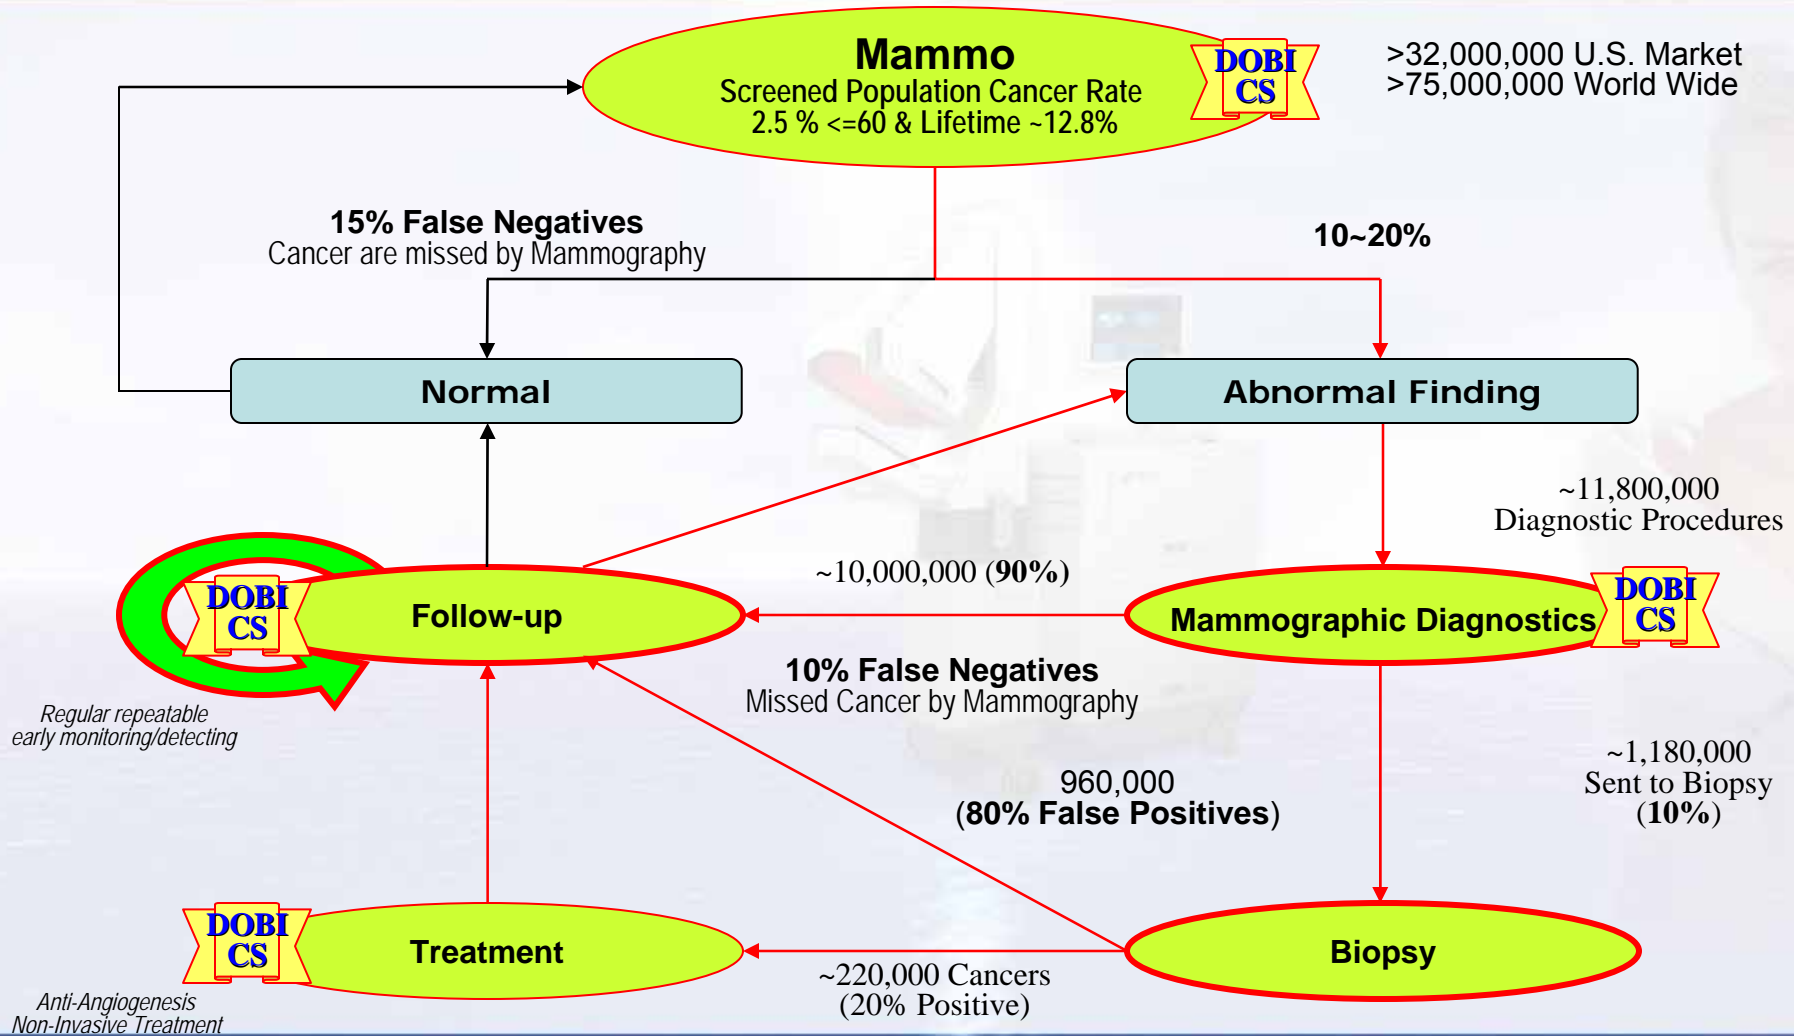 Mammo
Screened Population Cancer Rate
2.5 % <=60 & Lifetime ~12.8%
DOBI
CS
>32,000,000 U.S. Market
>75,000,000 World Wide
15% False Negatives
Cancer are missed by Mammography
10~20%
Normal
Abnormal Finding
~11,800,000
Diagnostic Procedures
DOBI
CS
Follow-up
~10,000,000 (90%)
Mammographic Diagnostics
DOBI
CS
10% False Negatives
Missed Cancer by Mammography
Regular repeatable
early monitoring/detecting
~1,180,000
Sent to Biopsy
(10%)
960,000
(80% False Positives)
DOBI
CS
Treatment
Biopsy
~220,000 Cancers
(20% Positive)
Anti-Angiogenesis
Non-Invasive Treatment